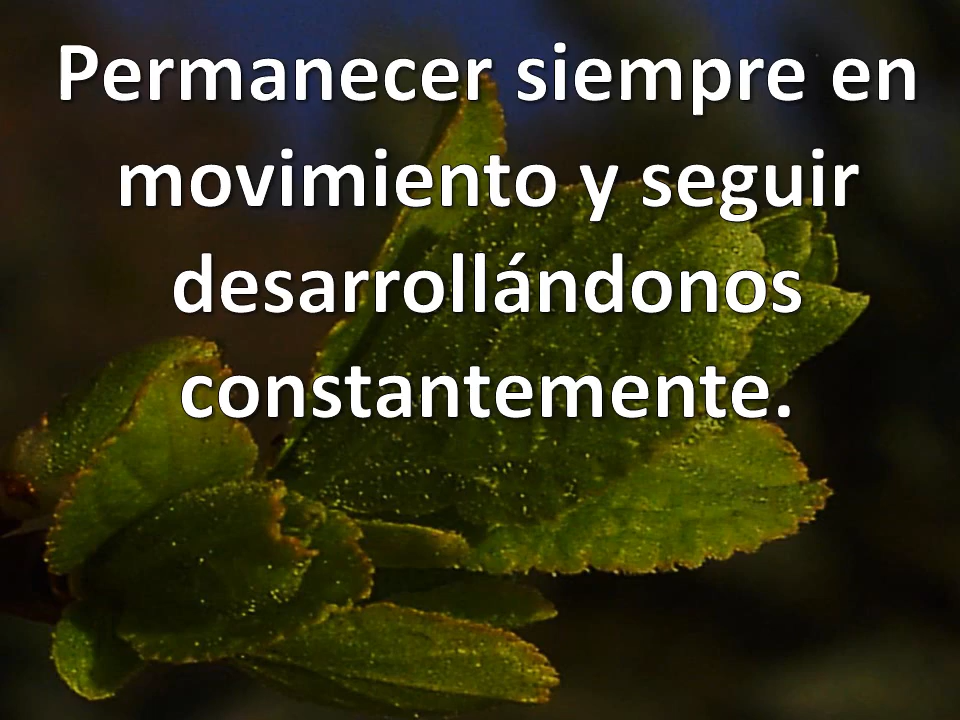 Permanecer siempre en
movimiento y seguir
desarrollándonos
constantemente.